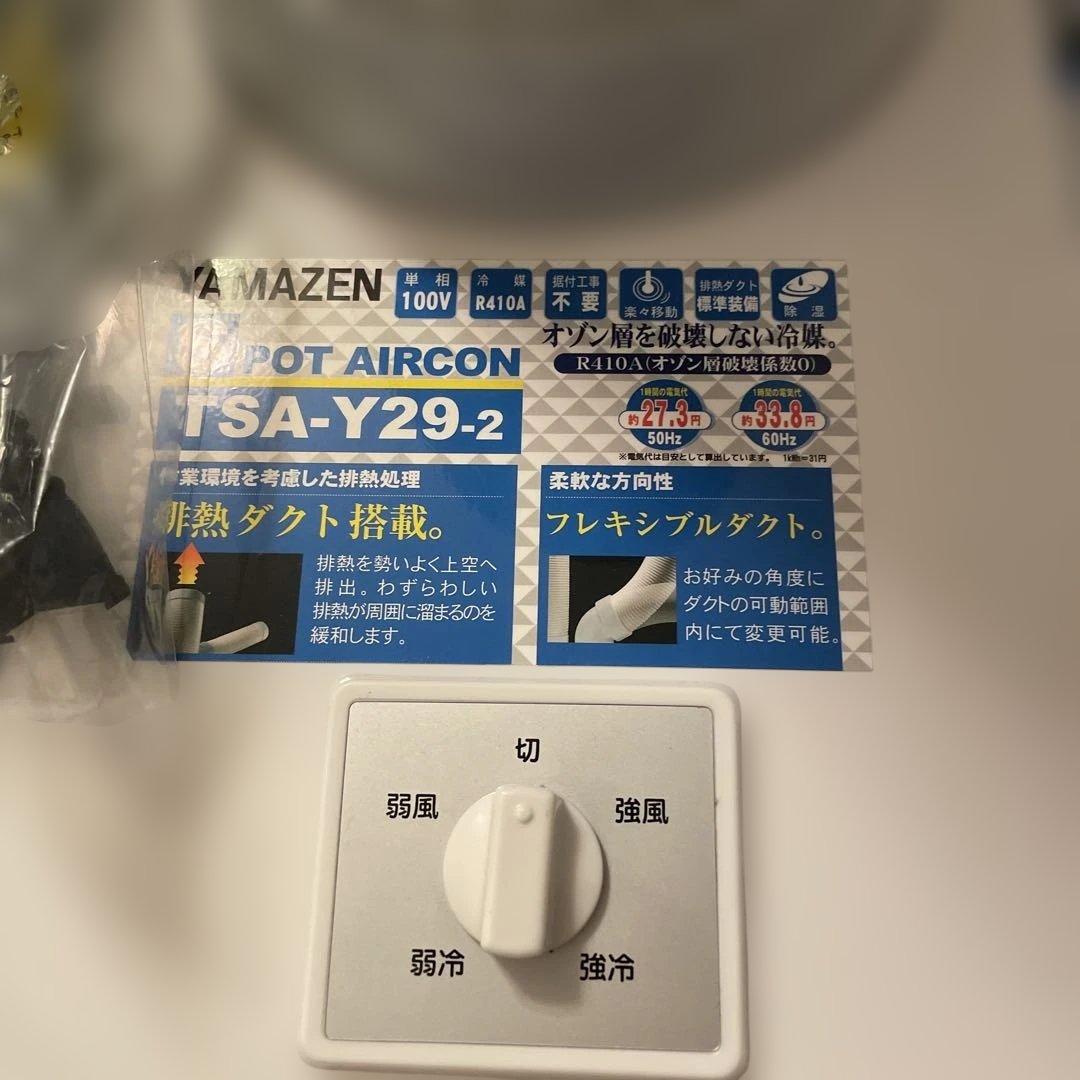 YAMAZEN
単相
100V
冷媒
R410A
据付工事
不要
楽々移動
排熱ダクト
標準装備
除湿
オゾン層を破壊しない冷媒。
R410A(オゾン層破壊係数0)
POT AIRCON
TSA-Y29-2
1時間の電気代
約27.3円
50Hz
1時間の電気代
約33.8円
60Hz
※電気代は目安として算出しています。 1kWh=31円
作業環境を考慮した排熱処理
排熱ダクト搭載。
排熱を勢いよく上空へ
排出。わずらわしい
排熱が周囲に溜まるのを
緩和します。
柔軟な方向性
フレキシブルダクト。
お好みの角度に
ダクトの可動範囲
内にて変更可能。
切
弱風
強風
弱冷
強冷